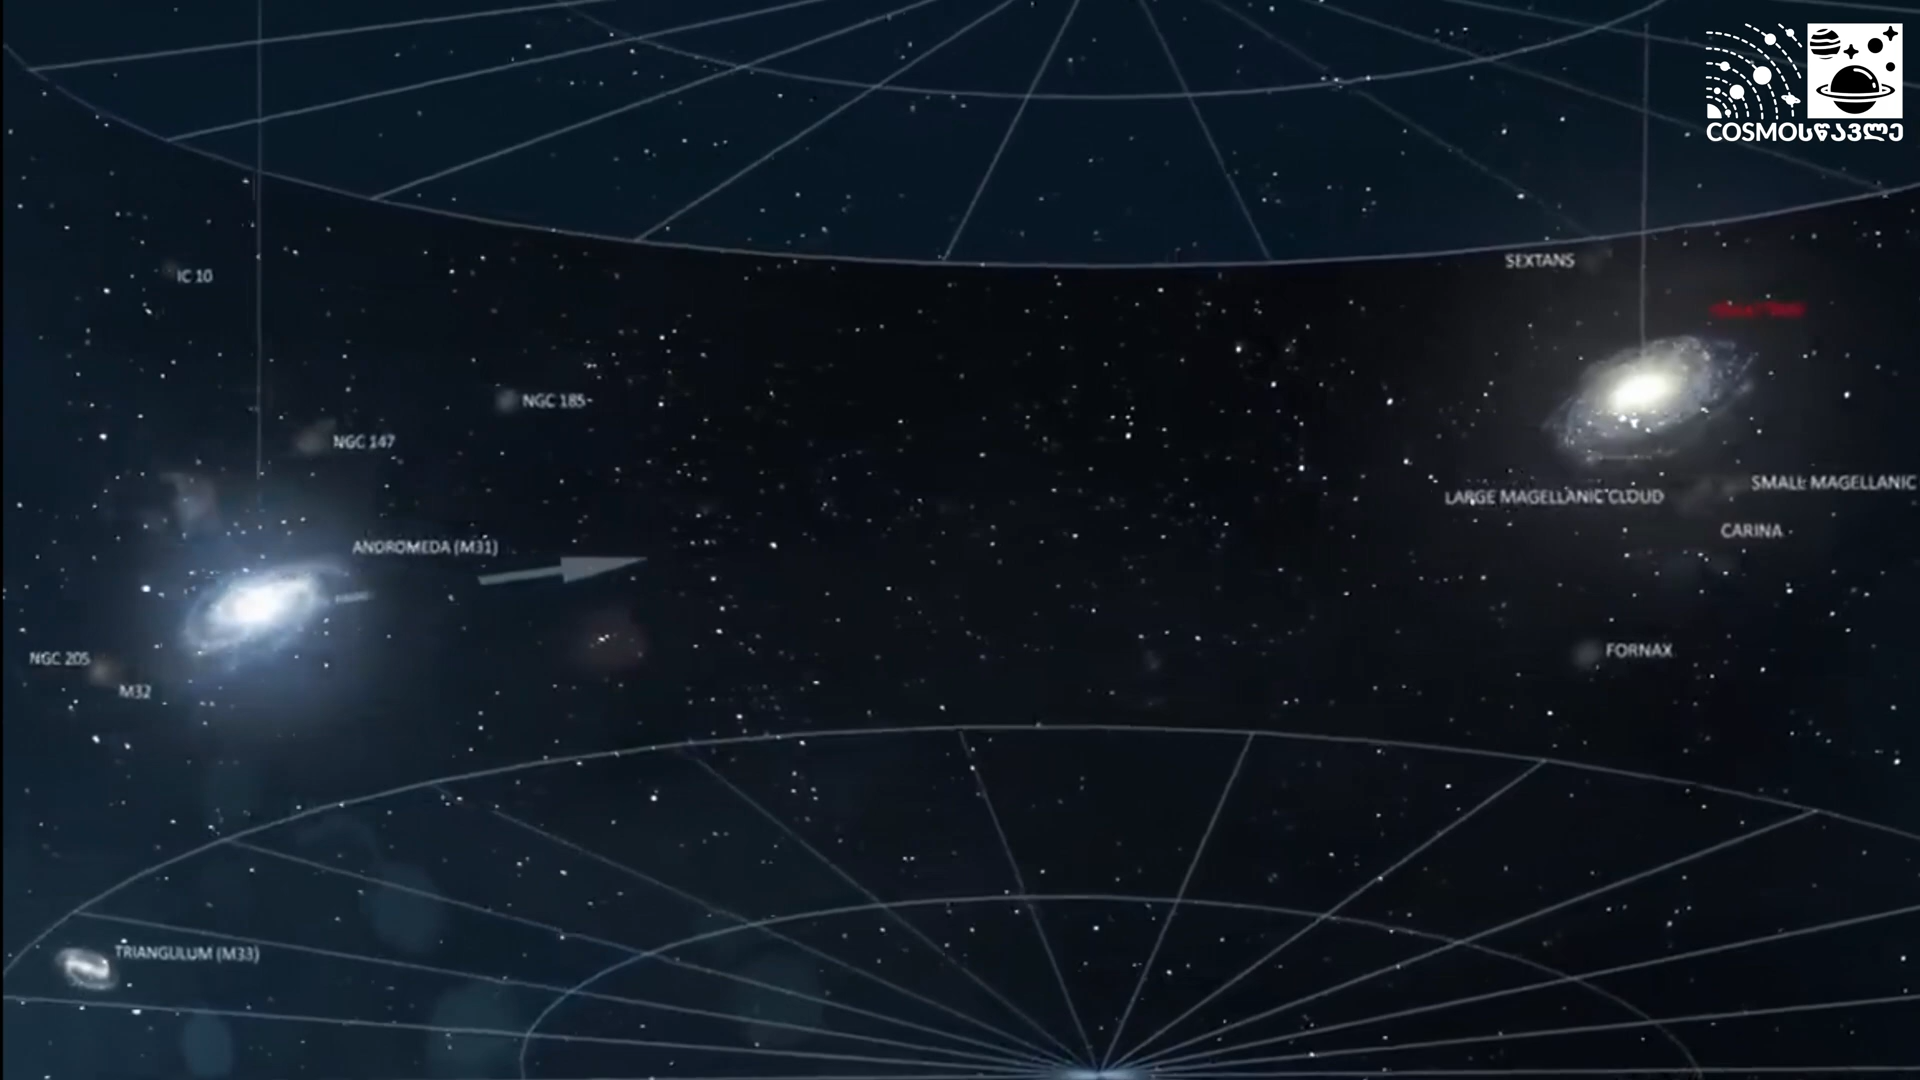 COSMOსწავლე
SEXTANS
IC 10
NGC 185
NGC 147
LARGE MAGELLANIC CLOUD
SMALL MAGELLANIC
CARINA
ANDROMEDA (M31)
FORNAX
NGC 205
M32
TRIANGULUM (M33)